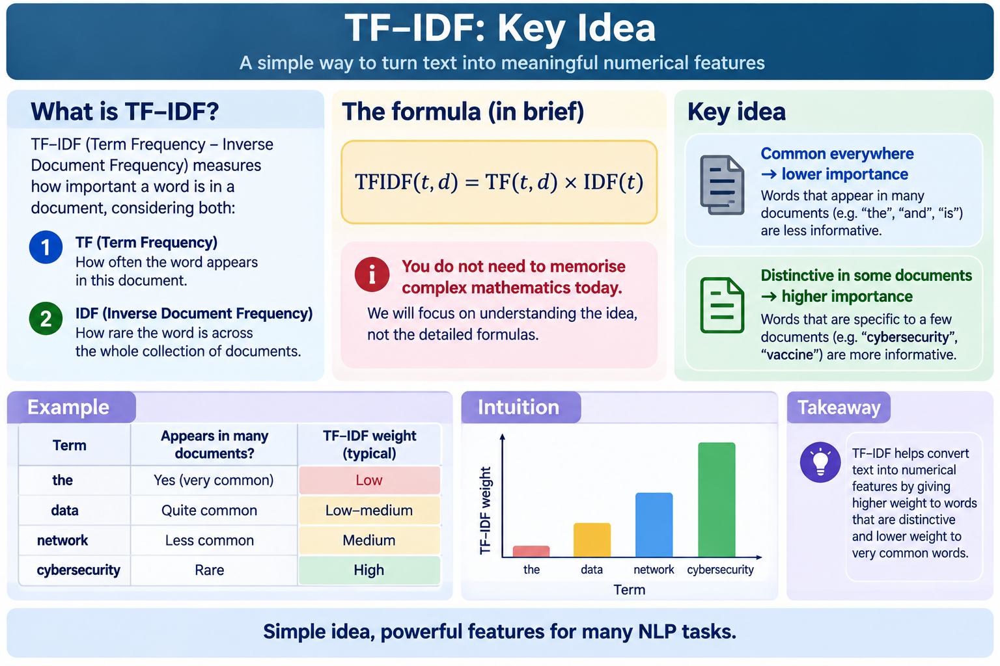 TF–IDF: Key Idea
A simple way to turn text into meaningful numerical features
What is TF–IDF?
TF–IDF (Term Frequency – Inverse
Document Frequency) measures
how important a word is in a
document, considering both:
1
TF (Term Frequency)
How often the word appears
in this document.
2
IDF (Inverse Document Frequency)
How rare the word is across
the whole collection of documents.
The formula (in brief)
TFIDF(t, d) = TF(t, d) × IDF(t)
i
You do not need to memorise
complex mathematics today.
We will focus on understanding the idea,
not the detailed formulas.
Key idea
Common everywhere
→ lower importance
Words that appear in many
documents (e.g. “the”, “and”, “is”)
are less informative.
Distinctive in some documents
→ higher importance
Words that are specific to a few
documents (e.g. “cybersecurity”,
“vaccine”) are more informative.
Example
Term
Appears in many
documents?
TF–IDF weight
(typical)
the Yes (very common) Low
data Quite common Low–medium
network Less common Medium
cybersecurity Rare High
Intuition
TF–IDF weight
the data network cybersecurity
Term
Takeaway
TF–IDF helps convert
text into numerical
features by giving
higher weight to words
that are distinctive
and lower weight to
very common words.
Simple idea, powerful features for many NLP tasks.